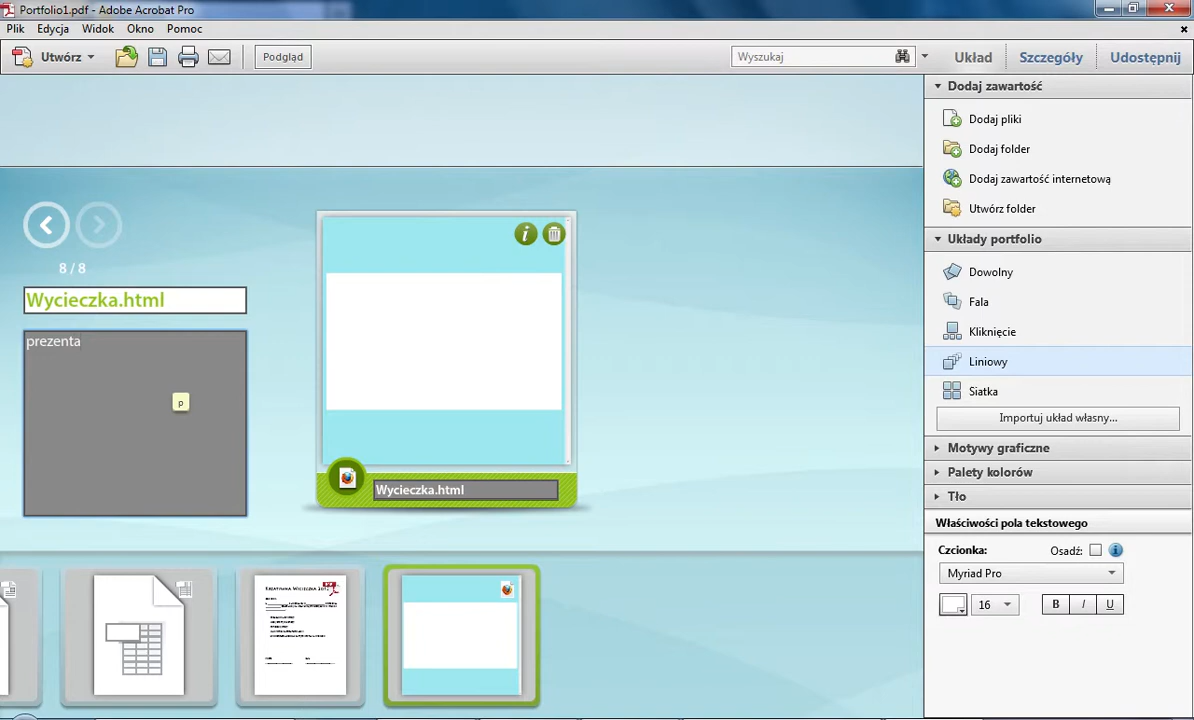 Portfolio1.pdf - Adobe Acrobat Pro
Plik Edycja Widok Okno Pomoc
Utwórz
Podgląd
Wyszukaj
Układ
Szczegóły
Udostępnij
Dodaj zawartość
Dodaj pliki
Dodaj folder
Dodaj zawartość internetową
Utwórz folder
Układy portfolio
Dowolny
Fala
Kliknięcie
Liniowy
Siatka
Importuj układ własny...
Motywy graficzne
Palety kolorów
Tło
Właściwości pola tekstowego
Czcionka:
Osadź:
Myriad Pro
16
B I U
8 / 8
Wycieczka.html
prezenta
p
Wycieczka.html